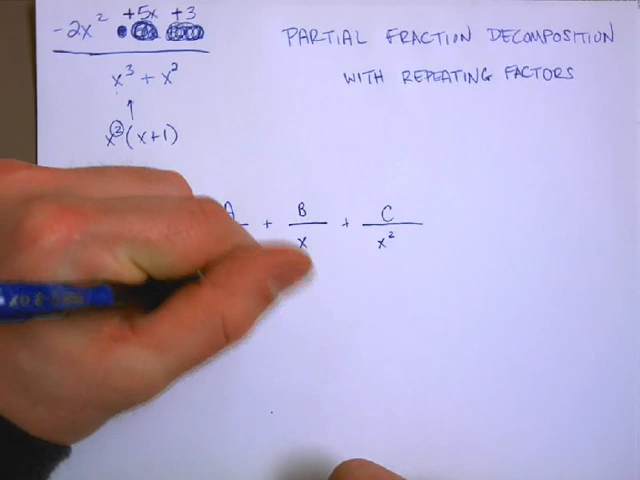 +5x +3
-2x²
x³ + x²
x²(x+1)
PARTIAL FRACTION DECOMPOSITION
WITH REPEATING FACTORS
A + B + C
x x²